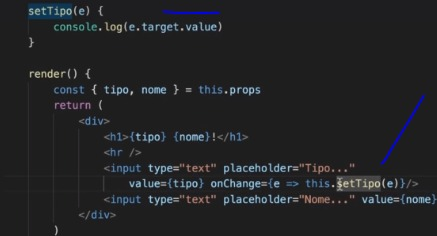 setTipo(e) {
console.log(e.target.value)
}
render() {
const { tipo, nome } = this.props
return (
<div>
<h1>{tipo} {nome}!</h1>
<hr />
<input type="text" placeholder="Tipo..."
value={tipo} onChange={e => this.setTipo(e)}/>
<input type="text" placeholder="Nome..." value={nome}
</div>
)